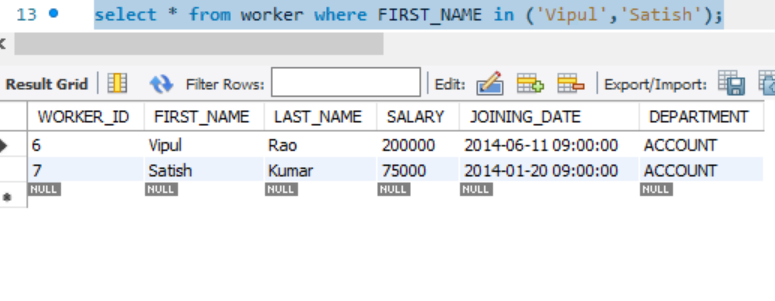 13 select * from worker where FIRST_NAME in ('Vipul','Satish');
Result Grid Filter Rows: Edit: Export/Import:
WORKER_ID FIRST_NAME LAST_NAME SALARY JOINING_DATE DEPARTMENT
6 Vipul Rao 200000 2014-06-11 09:00:00 ACCOUNT
7 Satish Kumar 75000 2014-01-20 09:00:00 ACCOUNT
NULL NULL NULL NULL NULL NULL